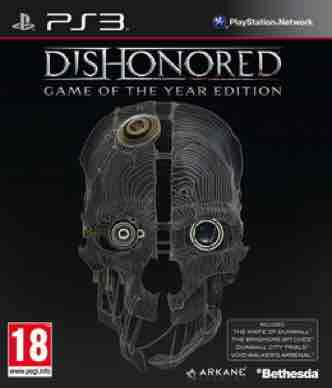 PS3
PlayStation®Network
DISHONORED
GAME OF THE YEAR EDITION
18
www.pegi.info
INCLUDES
"THE KNIFE OF DUNWALL"
"THE BRIGMORE WITCHES"
"DUNWALL CITY TRIALS"
"VOID WALKER'S ARSENAL"
ARKANE
Bethesda